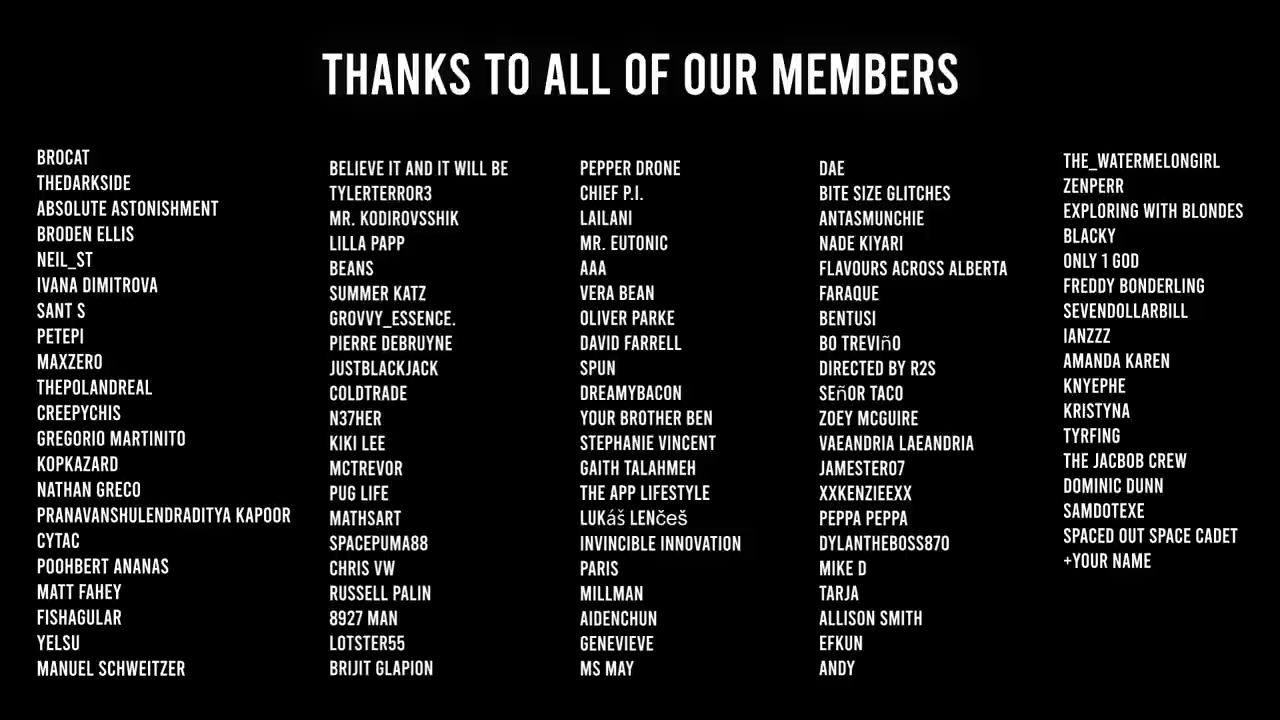 THANKS TO ALL OF OUR MEMBERS
BROCAT
THEDARKSIDE
ABSOLUTE ASTONISHMENT
BRODEN ELLIS
NEIL_ST
IVANA DIMITROVA
SANT S
PETEPI
MAXZERO
THEPOLANDREAL
CREEPYCHIS
GREGORIO MARTINITO
KOPKAZARD
NATHAN GRECO
PRANAVANSHULENDRADITYA KAPOOR
CYTAC
POOHBERT ANANAS
MATT FAHEY
FISHAGULAR
YELSU
MANUEL SCHWEITZER
BELIEVE IT AND IT WILL BE
TYLERTERROR3
MR. KODIROVSSHIK
LILLA PAPP
BEANS
SUMMER KATZ
GROVVY_ESSENCE.
PIERRE DEBRUYNE
JUSTBLACKJACK
COLDTRADE
N37HER
KIKI LEE
MCTREVOR
PUG LIFE
MATHSART
SPACEPUMA88
CHRIS VW
RUSSELL PALIN
8927 MAN
LOTSTER55
BRIJIT GLAPION
PEPPER DRONE
CHIEF P.I.
LAILANI
MR. EUTONIC
AAA
VERA BEAN
OLIVER PARKE
DAVID FARRELL
SPUN
DREAMYBACON
YOUR BROTHER BEN
STEPHANIE VINCENT
GAITH TALAHMEH
THE APP LIFESTYLE
LUKáš LENčeš
INVINCIBLE INNOVATION
PARIS
MILLMAN
AIDENCHUN
GENEVIEVE
MS MAY
DAE
BITE SIZE GLITCHES
ANTASMUNCHIE
NADE KIYARI
FLAVOURS ACROSS ALBERTA
FARAQUE
BENTUSI
BO TREVIñO
DIRECTED BY R2S
SEñOR TACO
ZOEY MCGUIRE
VAEANDRIA LAEANDRIA
JAMESTER07
XXKENZIEEXX
PEPPA PEPPA
DYLANTHEBOSS870
MIKE D
TARJA
ALLISON SMITH
EFKUN
ANDY
THE_WATERMELONGIRL
ZENPERR
EXPLORING WITH BLONDES
BLACKY
ONLY 1 GOD
FREDDY BONDERLING
SEVENDOLLARBILL
IANZZZ
AMANDA KAREN
KNYEPHE
KRISTYNA
TYRFING
THE JACBOB CREW
DOMINIC DUNN
SAMDOTEXE
SPACED OUT SPACE CADET
+YOUR NAME